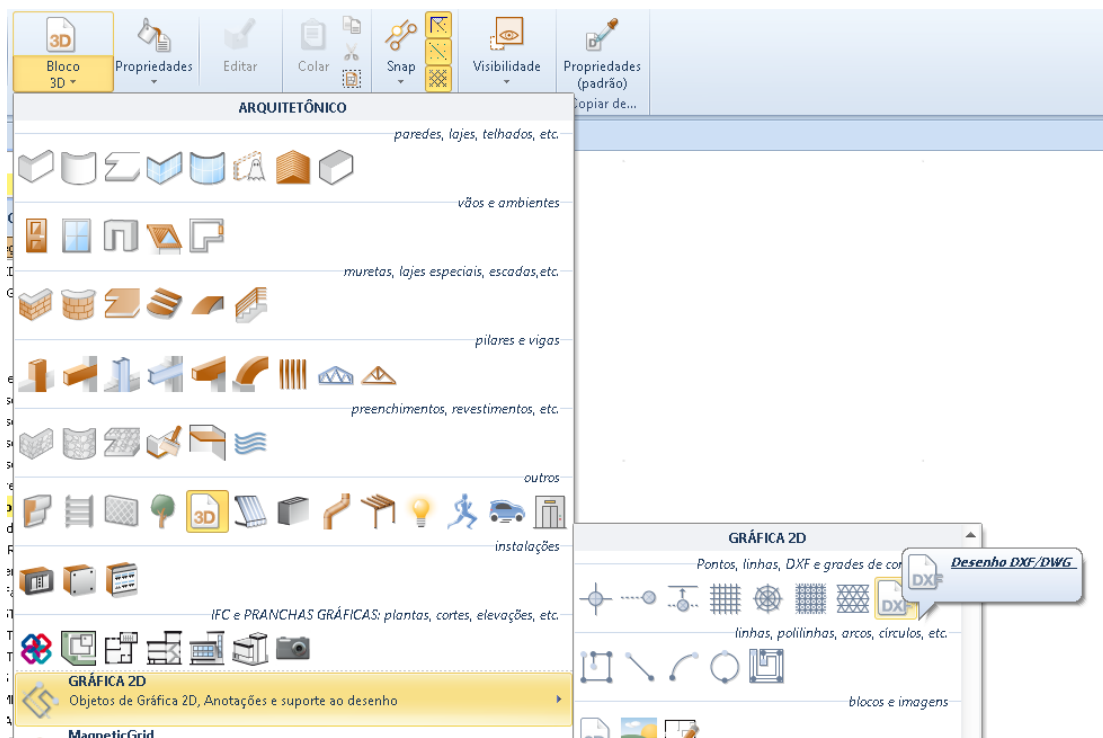 3D
Bloco
3D
Propriedades
Editar
Colar
Snap
Visibilidade
Propriedades
(padrão)
Copiar de...
ARQUITETÔNICO
paredes, lajes, telhados, etc.
vãos e ambientes
muretas, lajes especiais, escadas,etc.
pilares e vigas
preenchimentos, revestimentos, etc.
outros
3D
instalações
IFC e PRANCHAS GRÁFICAS: plantas, cortes, elevações, etc.
GRÁFICA 2D
Objetos de Gráfica 2D, Anotações e suporte ao desenho
MagneticGrid
GRÁFICA 2D
Pontos, linhas, DXF e grades de
DXF
Desenho DXF/DWG
DXF
linhas, polilinhas, arcos, círculos, etc.
blocos e imagens
3D